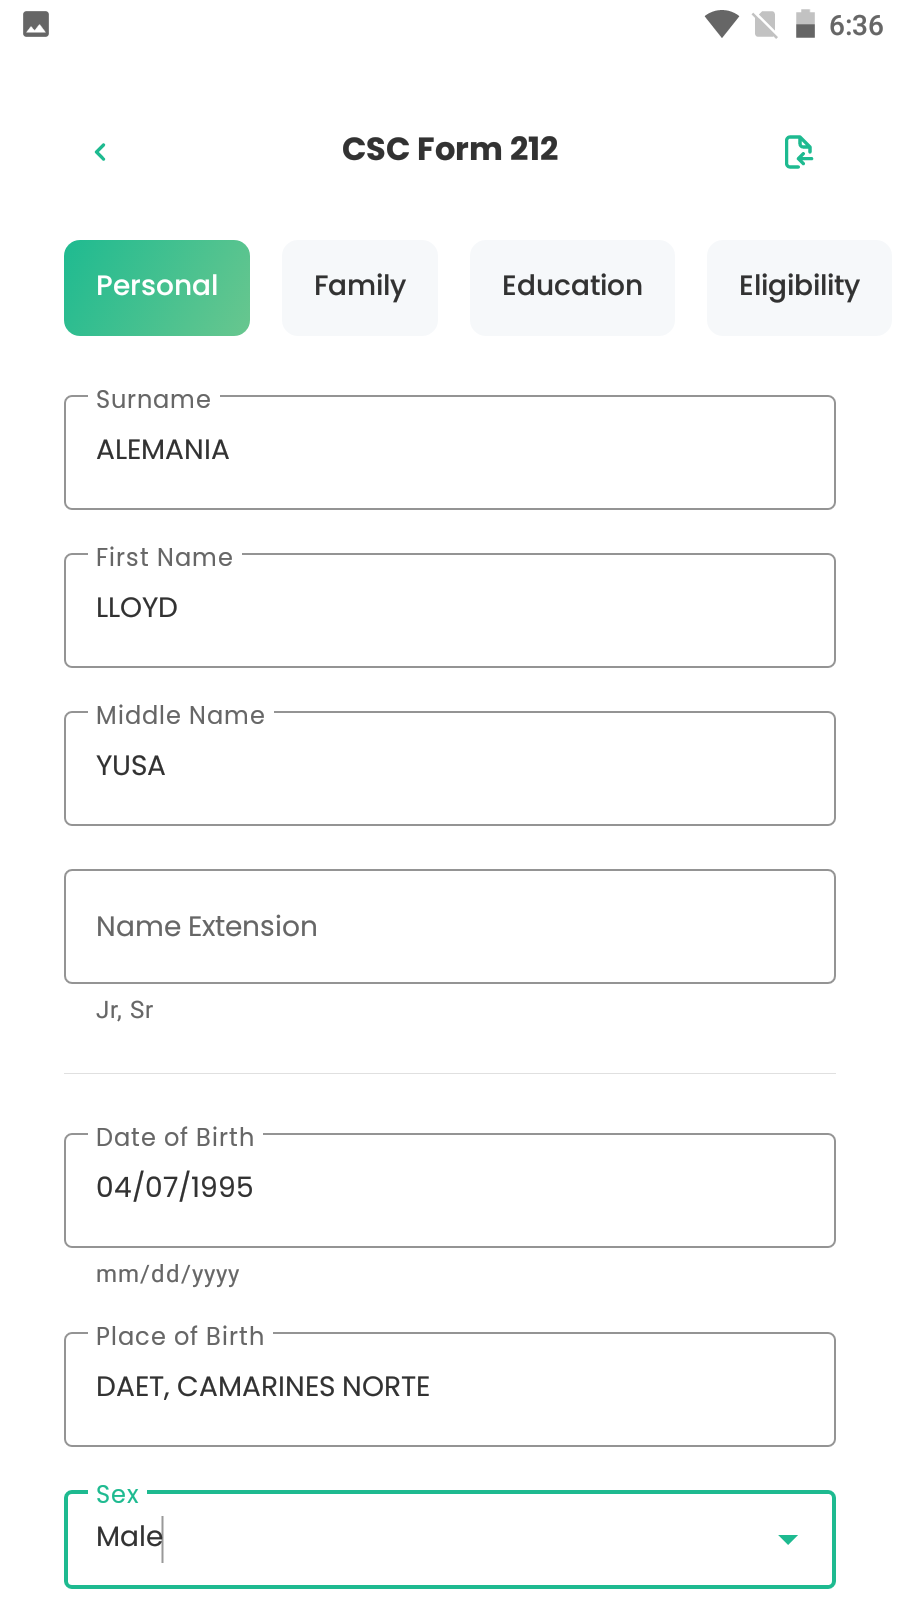 6:36
CSC Form 212
Personal Family Education Eligibility
Surname
ALEMANIA
First Name
LLOYD
Middle Name
YUSA
Name Extension
Jr, Sr
Date of Birth
04/07/1995
mm/dd/yyyy
Place of Birth
DAET, CAMARINES NORTE
Sex
Male